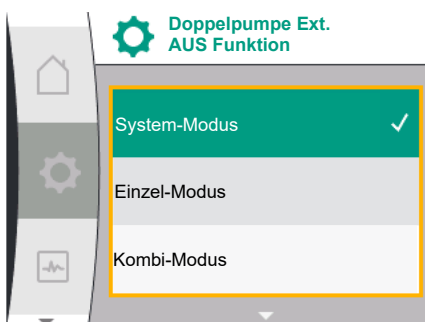 Doppelpumpe Ext.
AUS Funktion
System-Modus
Einzel-Modus
Kombi-Modus